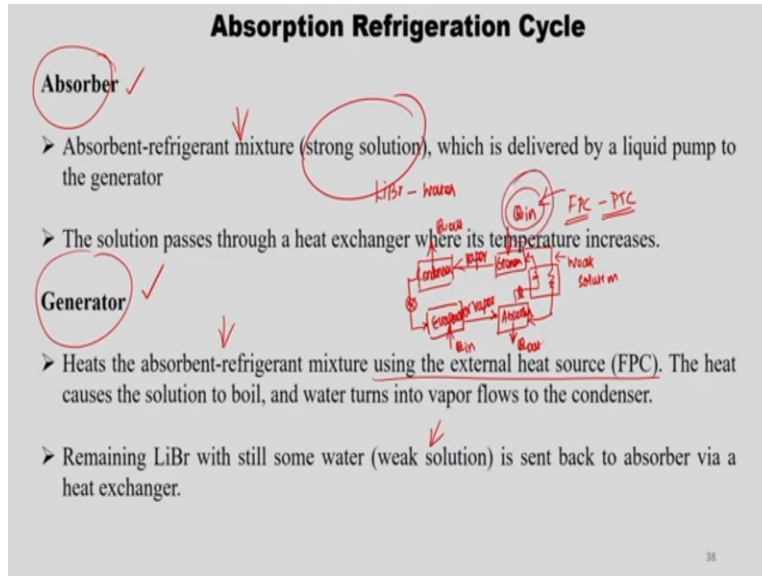 Absorption Refrigeration Cycle
Absorber
➤ Absorbent-refrigerant mixture (strong solution), which is delivered by a liquid pump to
the generator
LiBr - Water
Qin
FPC - PTC
➤ The solution passes through a heat exchanger where its temperature increases.
Vapor
Weak
solution
Generator
Evaporator
Vapor
Qin
Qout
➤ Heats the absorbent-refrigerant mixture using the external heat source (FPC). The heat
causes the solution to boil, and water turns into vapor flows to the condenser.
➤ Remaining LiBr with still some water (weak solution) is sent back to absorber via a
heat exchanger.
38